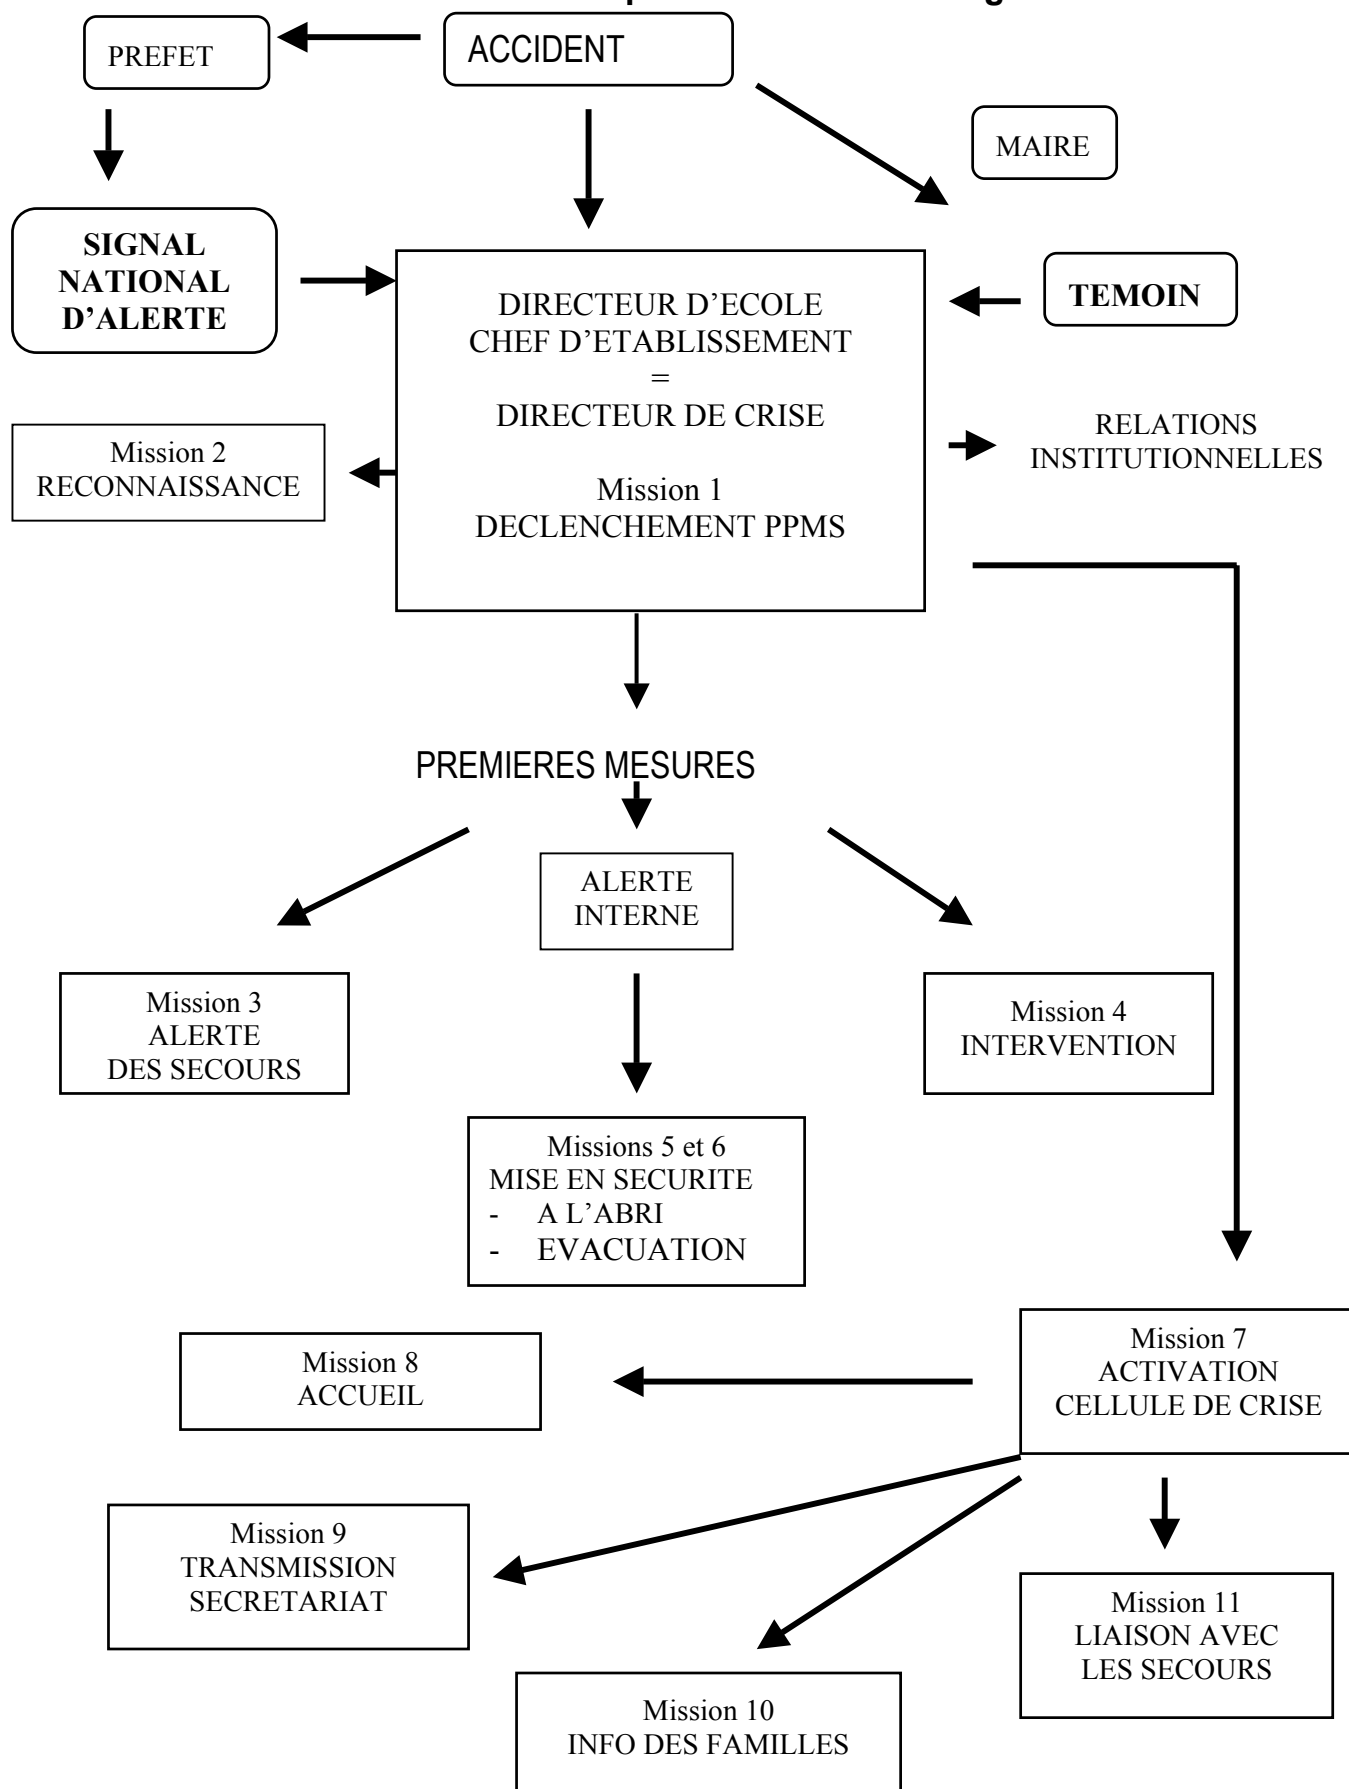 PREFET
ACCIDENT
MAIRE
SIGNAL
NATIONAL
D’ALERTE
TEMOIN
DIRECTEUR D’ECOLE
CHEF D’ETABLISSEMENT
=
DIRECTEUR DE CRISE
Mission 1
DECLENCHEMENT PPMS
Mission 2
RECONNAISSANCE
RELATIONS
INSTITUTIONNELLES
PREMIERES MESURES
ALERTE
INTERNE
Mission 3
ALERTE
DES SECOURS
Mission 4
INTERVENTION
Missions 5 et 6
MISE EN SECURITE
- A L’ABRI
- EVACUATION
Mission 7
ACTIVATION
CELLULE DE CRISE
Mission 8
ACCUEIL
Mission 9
TRANSMISSION
SECRETARIAT
Mission 11
LIAISON AVEC
LES SECOURS
Mission 10
INFO DES FAMILLES